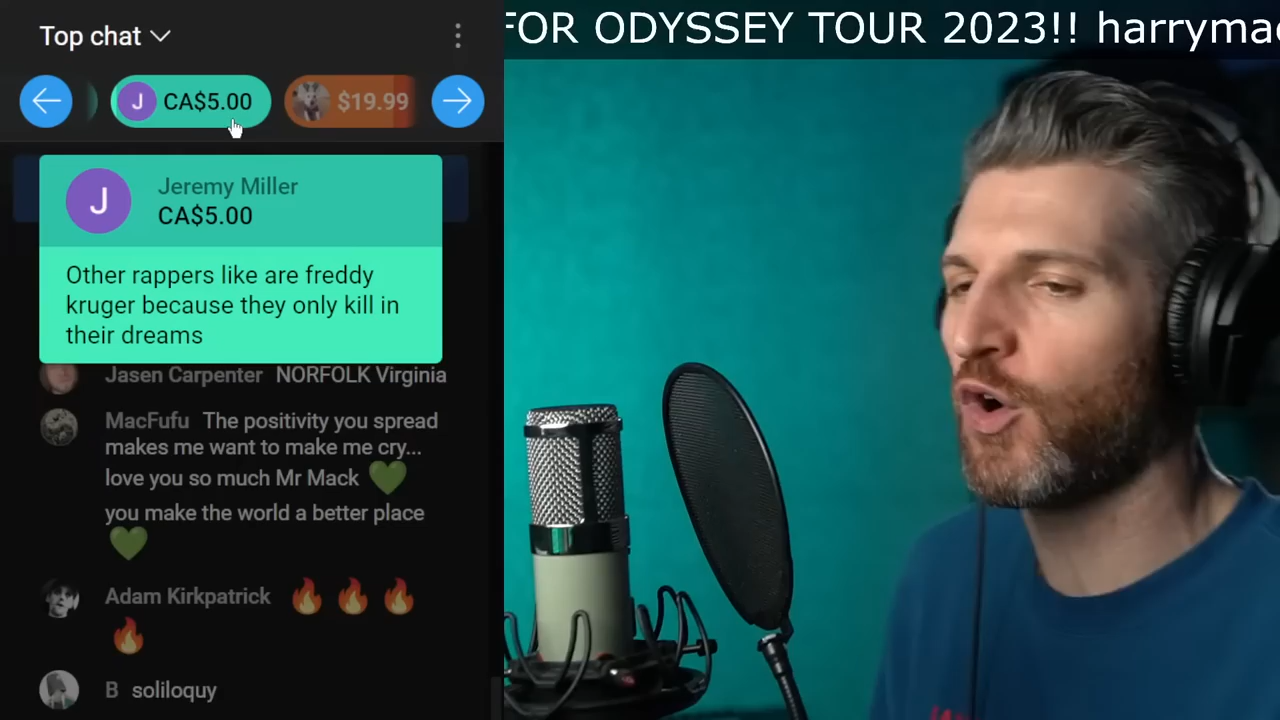 Top chat
FOR ODYSSEY TOUR 2023!! harryma
J CA$5.00
$19.99
J
Jeremy Miller
CA$5.00
Other rappers like are freddy
kruger because they only kill in
their dreams
Jasen Carpenter NORFOLK Virginia
MacFufu The positivity you spread
makes me want to make me cry...
love you so much Mr Mack 💚
you make the world a better place
💚
Adam Kirkpatrick 🔥 🔥 🔥
🔥
B soliloquy